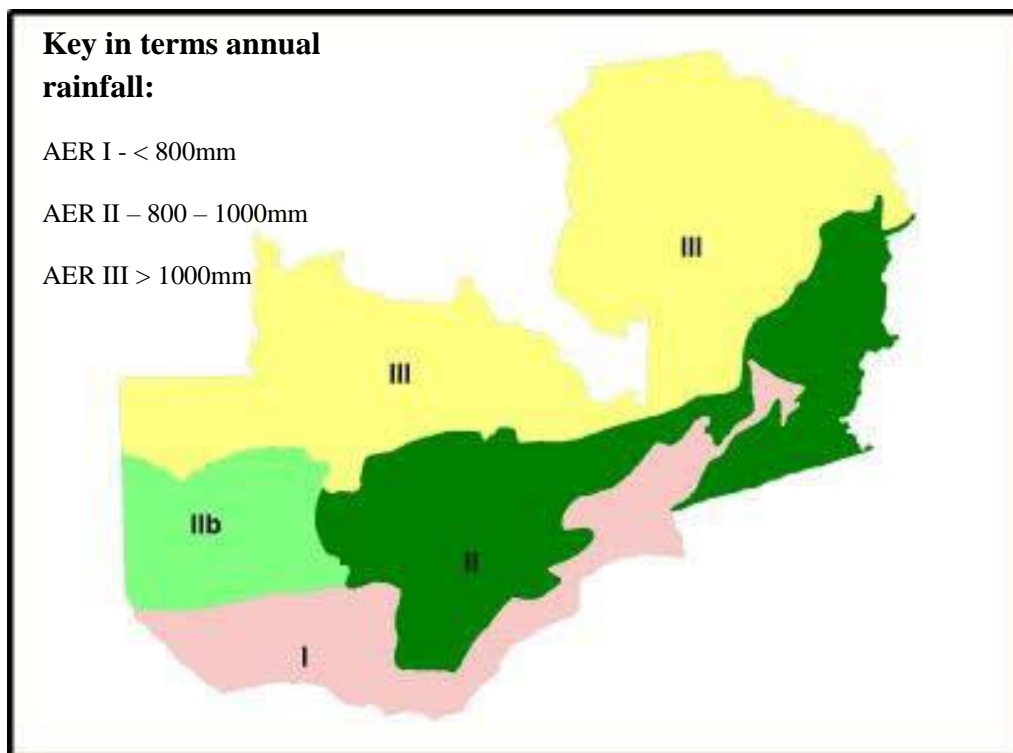 Key in terms annual
rainfall:
AER I - < 800mm
AER II – 800 – 1000mm
AER III > 1000mm
III
III
IIb
II
I